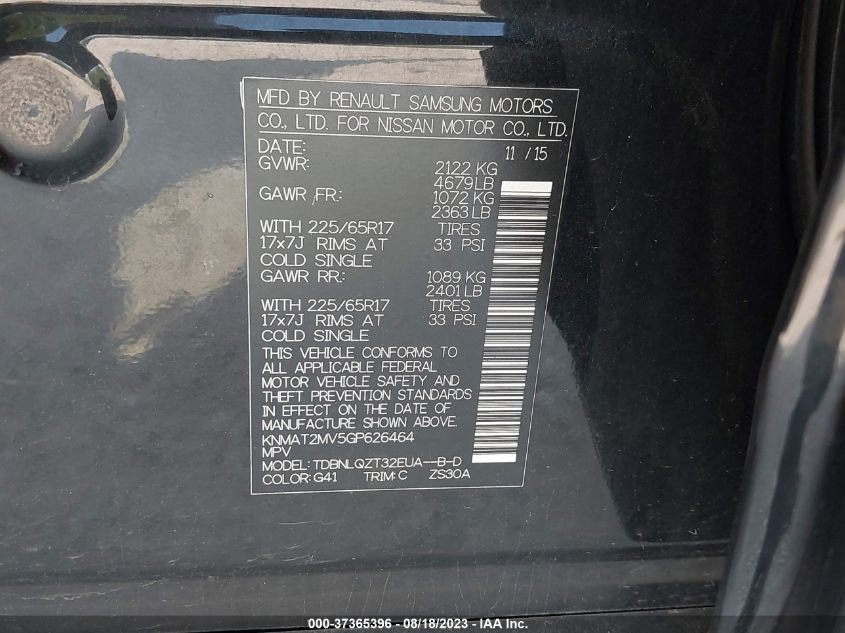 MFD BY RENAULT SAMSUNG MOTORS
CO., LTD. FOR NISSAN MOTOR CO., LTD.
DATE: 11 / 15
GVWR: 2122 KG
4679LB
GAWR FR.: 1072 KG
2363 LB
WITH 225/65R17 TIRES
17x7J RIMS AT 33 PSI
COLD SINGLE
GAWR RR.: 1089 KG
2401 LB
WITH 225/65R17 TIRES
17x7J RIMS AT 33 PSI
COLD SINGLE
THIS VEHICLE CONFORMS TO
ALL APPLICABLE FEDERAL
MOTOR VEHICLE SAFETY AND
THEFT PREVENTION STANDARDS
IN EFFECT ON THE DATE OF
MANUFACTURE SHOWN ABOVE.
KNMAT2MV5GP626464
MPV
MODEL: TDBNLQZT32EUA--B-D
COLOR: G41 TRIM: C ZS30A
000-37365396 - 08/18/2023 - IAA Inc.